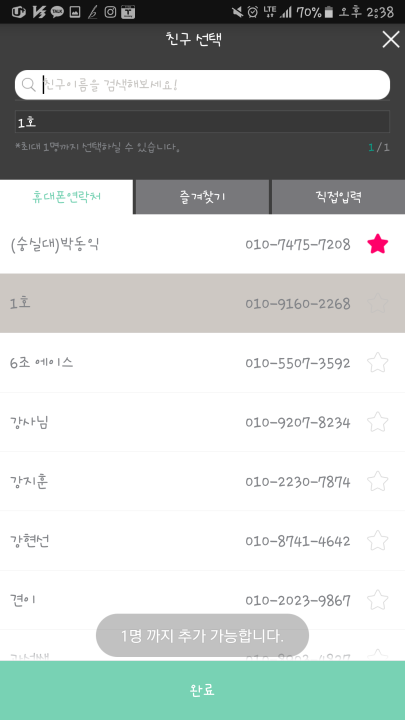 LTE 70% 오후 2:38
친구 선택
친구이름을 검색해보세요!
1호
*최대 1명까지 선택하실 수 있습니다. 1/1
휴대폰연락처 즐겨찾기 직접입력
(숭실대)박동익 010-7475-7208
1호 010-9160-2268
6조 에이스 010-5507-3592
강사님 010-9207-8234
강지훈 010-2230-7874
강현선 010-8741-4642
견이 010-2023-9867
1명 까지 추가 가능합니다.
완료